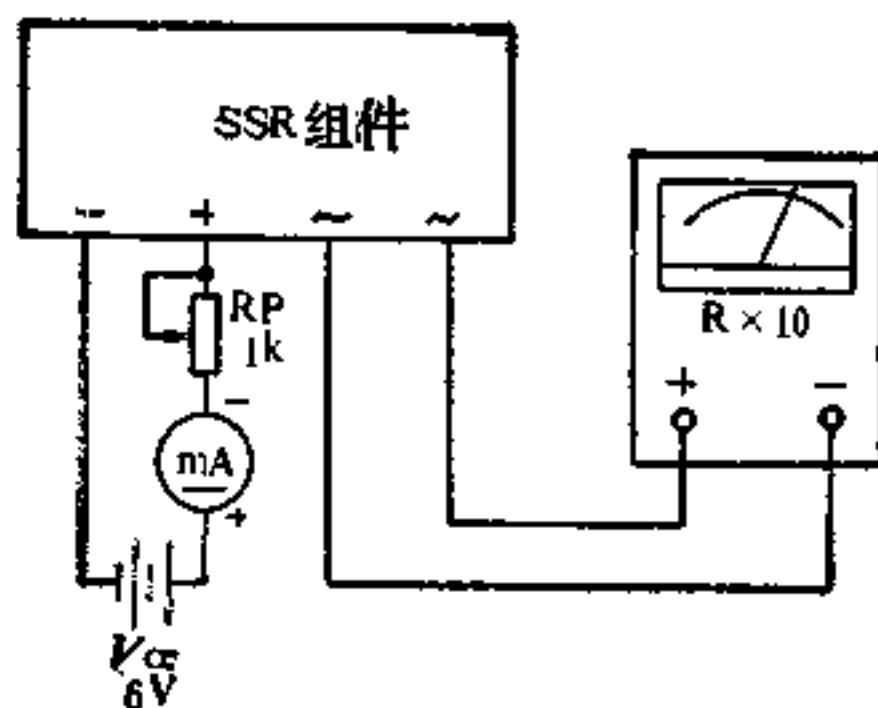 SSR组件
- + ~ ~
RP
1k
-
mA
+
6V
R × 10
+ -